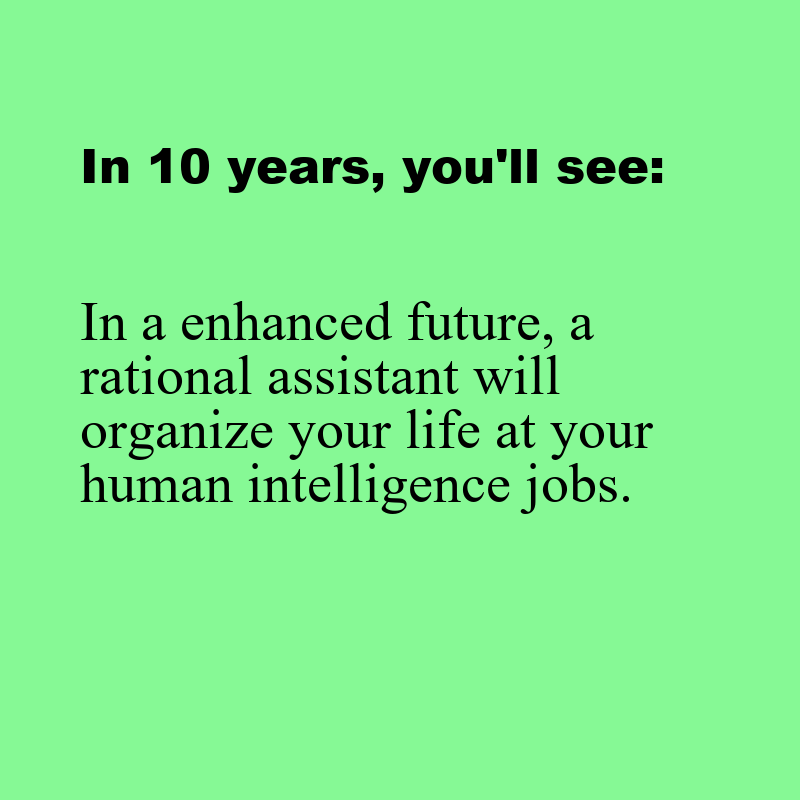 In 10 years, you'll see:
In a enhanced future, a
rational assistant will
organize your life at your
human intelligence jobs.